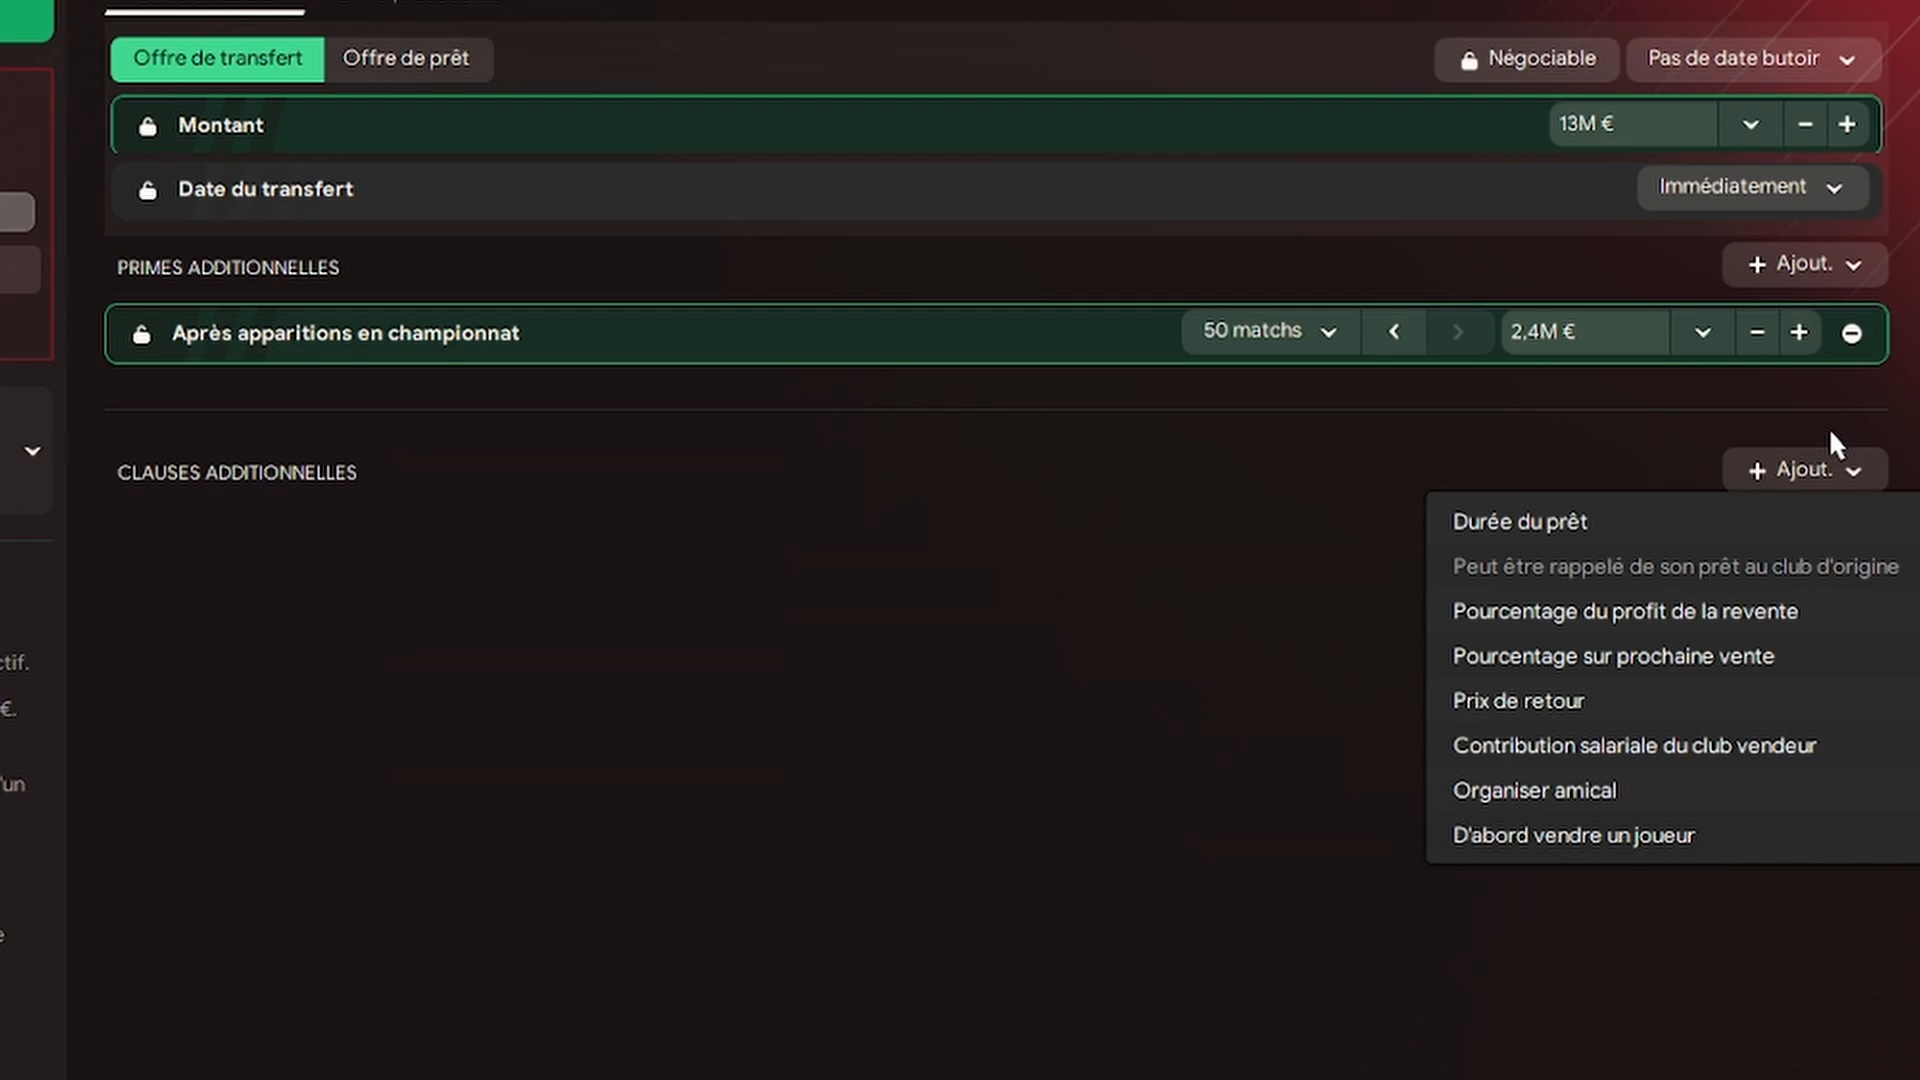 Offre de transfert Offre de prêt Négociable Pas de date butoir
Montant 13M €
Date du transfert Immédiatement
PRIMES ADDITIONNELLES Ajout.
Après apparitions en championnat 50 matchs 2,4M €
CLAUSES ADDITIONNELLES Ajout.
Durée du prêt
Peut être rappelé de son prêt au club d'origine
Pourcentage du profit de la revente
ctif.
Pourcentage sur prochaine vente
€.
Prix de retour
Contribution salariale du club vendeur
'un
Organiser amical
D'abord vendre un joueur
e